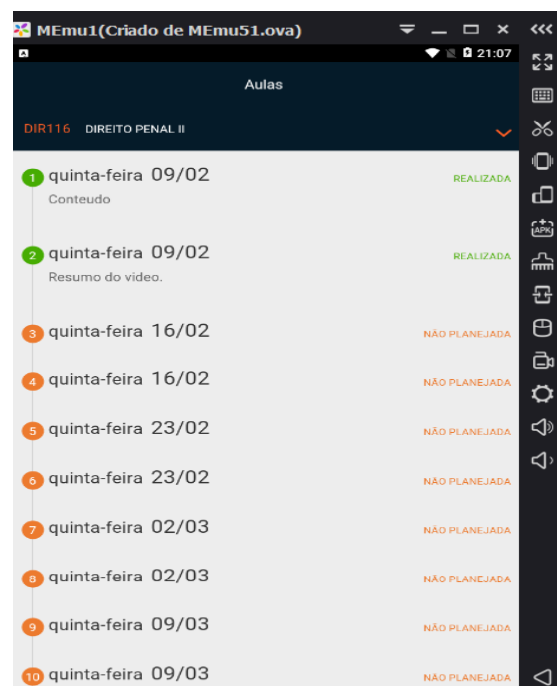 MEmu1(Criado de MEmu51.ova)
21:07
Aulas
DIR116 DIREITO PENAL II
1 quinta-feira 09/02 REALIZADA
Conteudo
2 quinta-feira 09/02 REALIZADA
Resumo do video.
3 quinta-feira 16/02 NÃO PLANEJADA
4 quinta-feira 16/02 NÃO PLANEJADA
5 quinta-feira 23/02 NÃO PLANEJADA
6 quinta-feira 23/02 NÃO PLANEJADA
7 quinta-feira 02/03 NÃO PLANEJADA
8 quinta-feira 02/03 NÃO PLANEJADA
9 quinta-feira 09/03 NÃO PLANEJADA
10 quinta-feira 09/03 NÃO PLANEJADA
APK